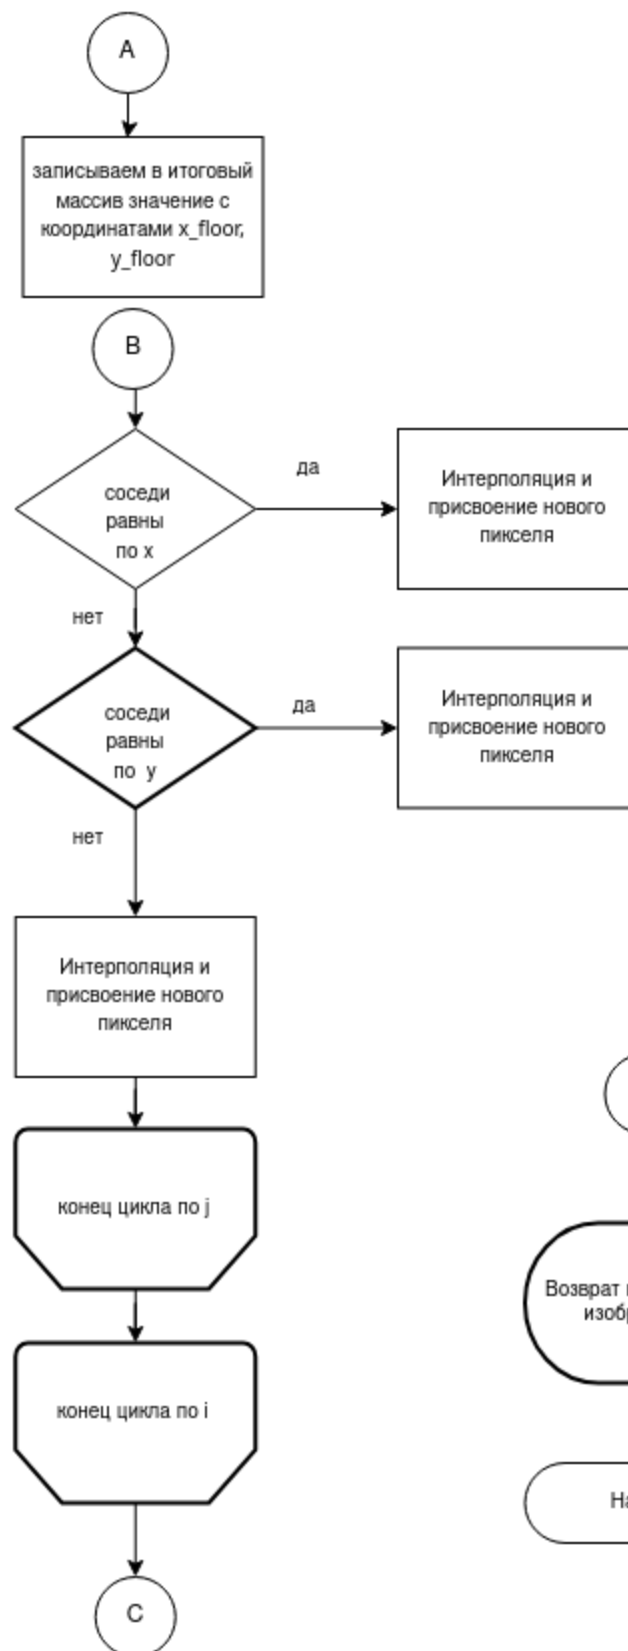 A
записываем в итоговый
массив значение с
координатами x_floor,
y_floor
B
соседи
равны
по x
да
Интерполяция и
присвоение нового
пикселя
нет
соседи
равны
по y
да
Интерполяция и
присвоение нового
пикселя
нет
Интерполяция и
присвоение нового
пикселя
конец цикла по j
Возврат
конец цикла по i
C